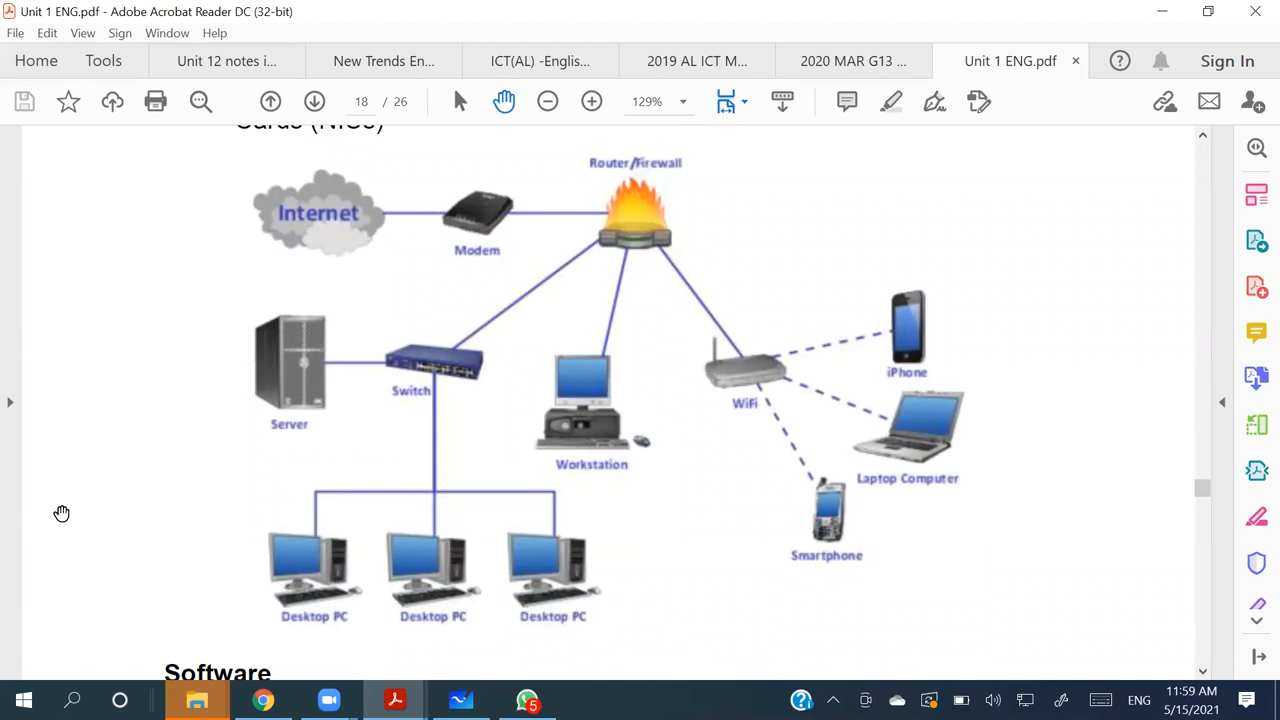 Unit 1 ENG.pdf - Adobe Acrobat Reader DC (32-bit)
File Edit View Sign Window Help
Home Tools Unit 12 notes i... New Trends En... ICT(AL) -Englis... 2019 AL ICT M... 2020 MAR G13 ... Unit 1 ENG.pdf × Sign In
18 / 26 129%
Cards (NICs)
Router/Firewall
Internet
Modem
iPhone
Switch
WiFi
Server
Workstation
Laptop Computer
Smartphone
Desktop PC Desktop PC Desktop PC
Software
5 ENG 11:59 AM
5/15/2021